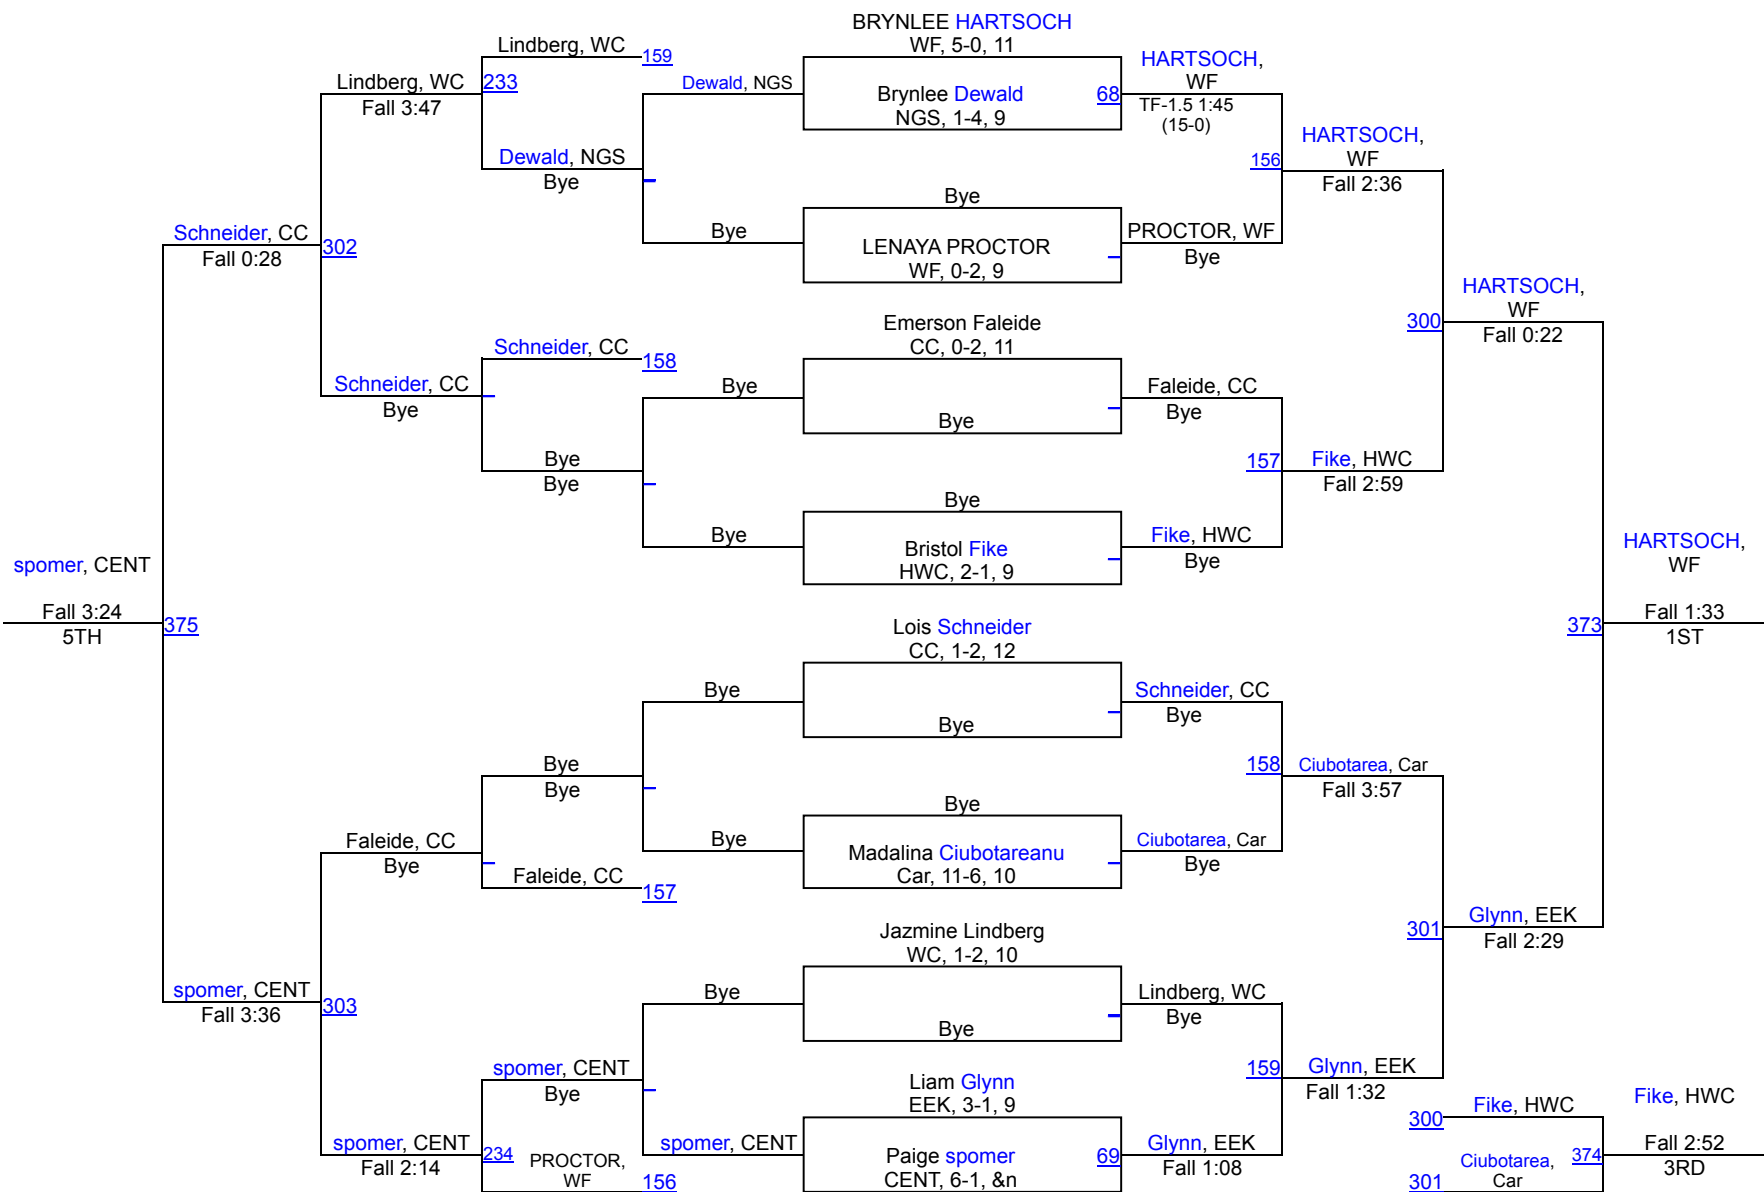 BRYNLEE HARTSOCH
WF, 5-0, 11
Lindberg, WC
159
HARTSOCH,
WF
Lindberg, WC
233
Dewald, NGS
Brynlee Dewald
68
Fall 3:47
NGS, 1-4, 9
TF-1.5 1:45
(15-0)
HARTSOCH,
WF
Dewald, NGS
156
Bye
Fall 2:36
Bye
Schneider, CC
302
Bye
LENAYA PROCTOR
PROCTOR, WF
Fall 0:28
WF, 0-2, 9
Bye
HARTSOCH,
WF
Emerson Faleide
300
CC, 0-2, 11
Fall 0:22
Schneider, CC
158
Schneider, CC
Bye
Faleide, CC
Bye
Bye
Bye
Bye
157
Fike, HWC
Bye
Fall 2:59
Bye
Bye
Fike, HWC
HARTSOCH,
WF
Bristol Fike
Bye
spomer, CENT
HWC, 2-1, 9
Fall 3:24
375
373
Fall 1:33
5TH
1ST
Lois Schneider
CC, 1-2, 12
Bye
Schneider, CC
Bye
Bye
Bye
158
Ciubotarea, Car
Bye
Fall 3:57
Bye
Faleide, CC
Bye
Madalina Ciubotareanu
Ciubotarea, Car
Bye
Car, 11-6, 10
Bye
Faleide, CC
157
Jazmine Lindberg
301
Glynn, EEK
WC, 1-2, 10
Fall 2:29
spomer, CENT
303
Bye
Lindberg, WC
Fall 3:36
Bye
Bye
spomer, CENT
159
Glynn, EEK
Bye
Liam Glynn
Fall 1:32
EEK, 3-1, 9
300
Fike, HWC
Fike, HWC
spomer, CENT
234
spomer, CENT
Paige spomer
69
Glynn, EEK
374
Fall 2:52
Fall 2:14
CENT, 6-1, &n
Fall 1:08
3RD
PROCTOR,
WF
156
301
Ciubotarea,
Car